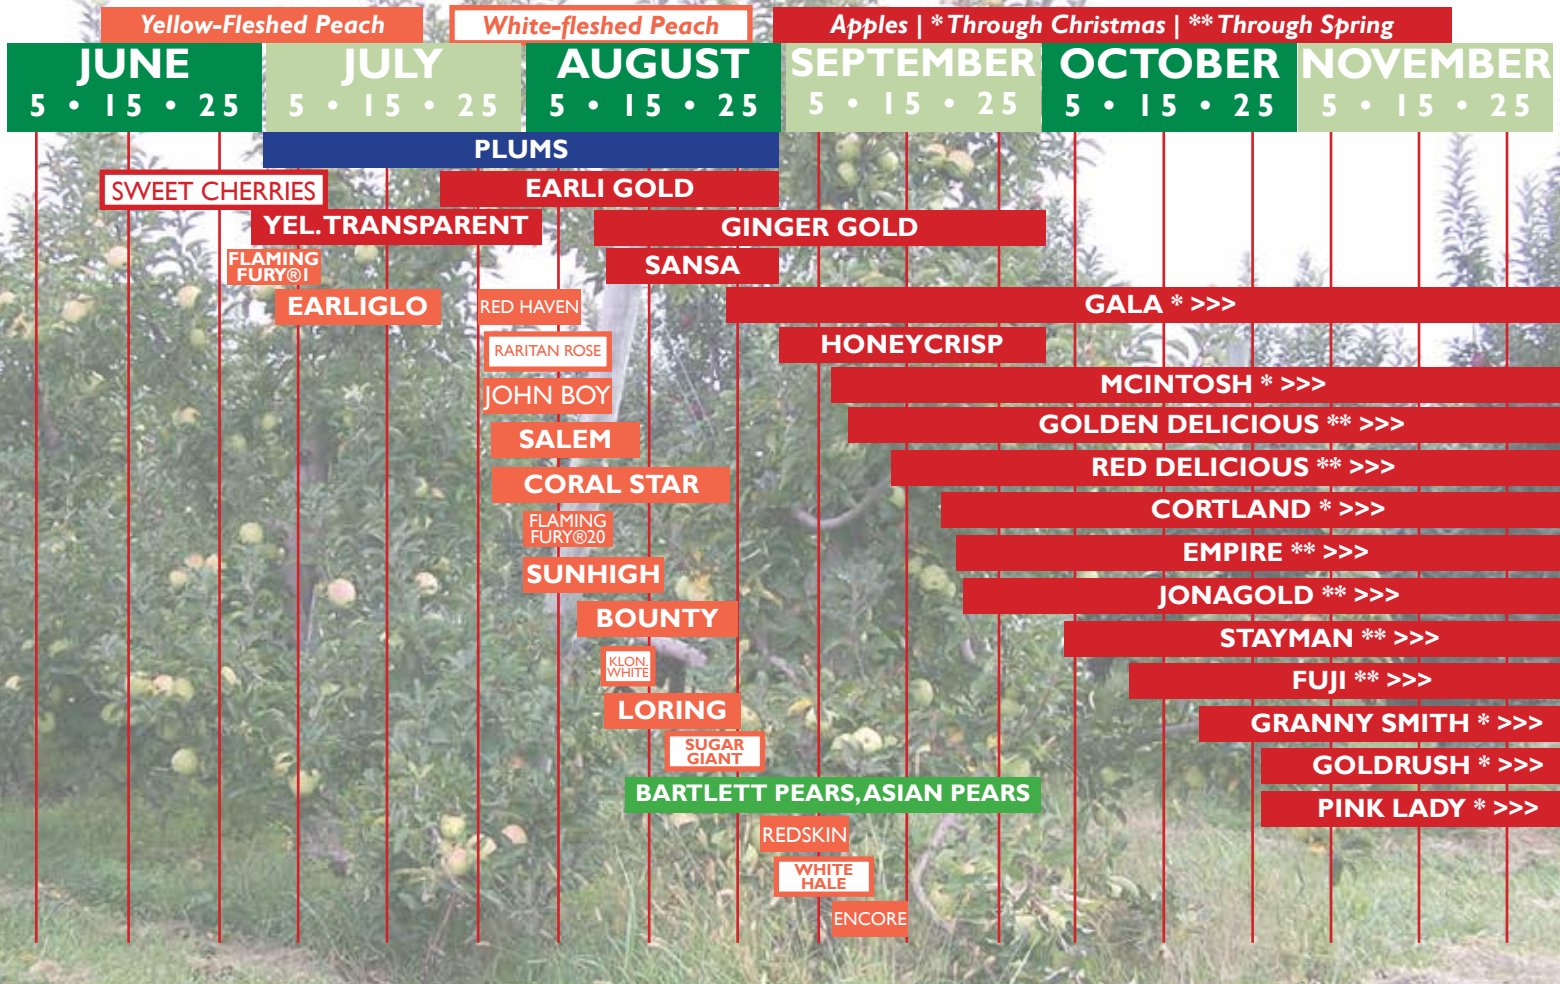 Yellow-Fleshed Peach
White-fleshed Peach
Apples | * Through Christmas | ** Through Spring
JUNE
5 • 15 • 25
JULY
5 • 15 • 25
AUGUST
5 • 15 • 25
SEPTEMBER
5 • 15 • 25
OCTOBER
5 • 15 • 25
NOVEMBER
5 • 15 • 25
PLUMS
SWEET CHERRIES
EARLI GOLD
YEL. TRANSPARENT
GINGER GOLD
FLAMING
FURY®1
SANSA
EARLIGLO
RED HAVEN
GALA * >>>
RARITAN ROSE
HONEYCRISP
JOHN BOY
MCINTOSH * >>>
SALEM
GOLDEN DELICIOUS ** >>>
CORAL STAR
RED DELICIOUS ** >>>
FLAMING
FURY®20
CORTLAND * >>>
SUNHIGH
EMPIRE ** >>>
BOUNTY
JONAGOLD ** >>>
KLON.
WHITE
STAYMAN ** >>>
LORING
FUJI ** >>>
SUGAR
GIANT
GRANNY SMITH * >>>
BARTLETT PEARS, ASIAN PEARS
GOLDRUSH * >>>
REDSKIN
PINK LADY * >>>
WHITE
HALE
ENCORE